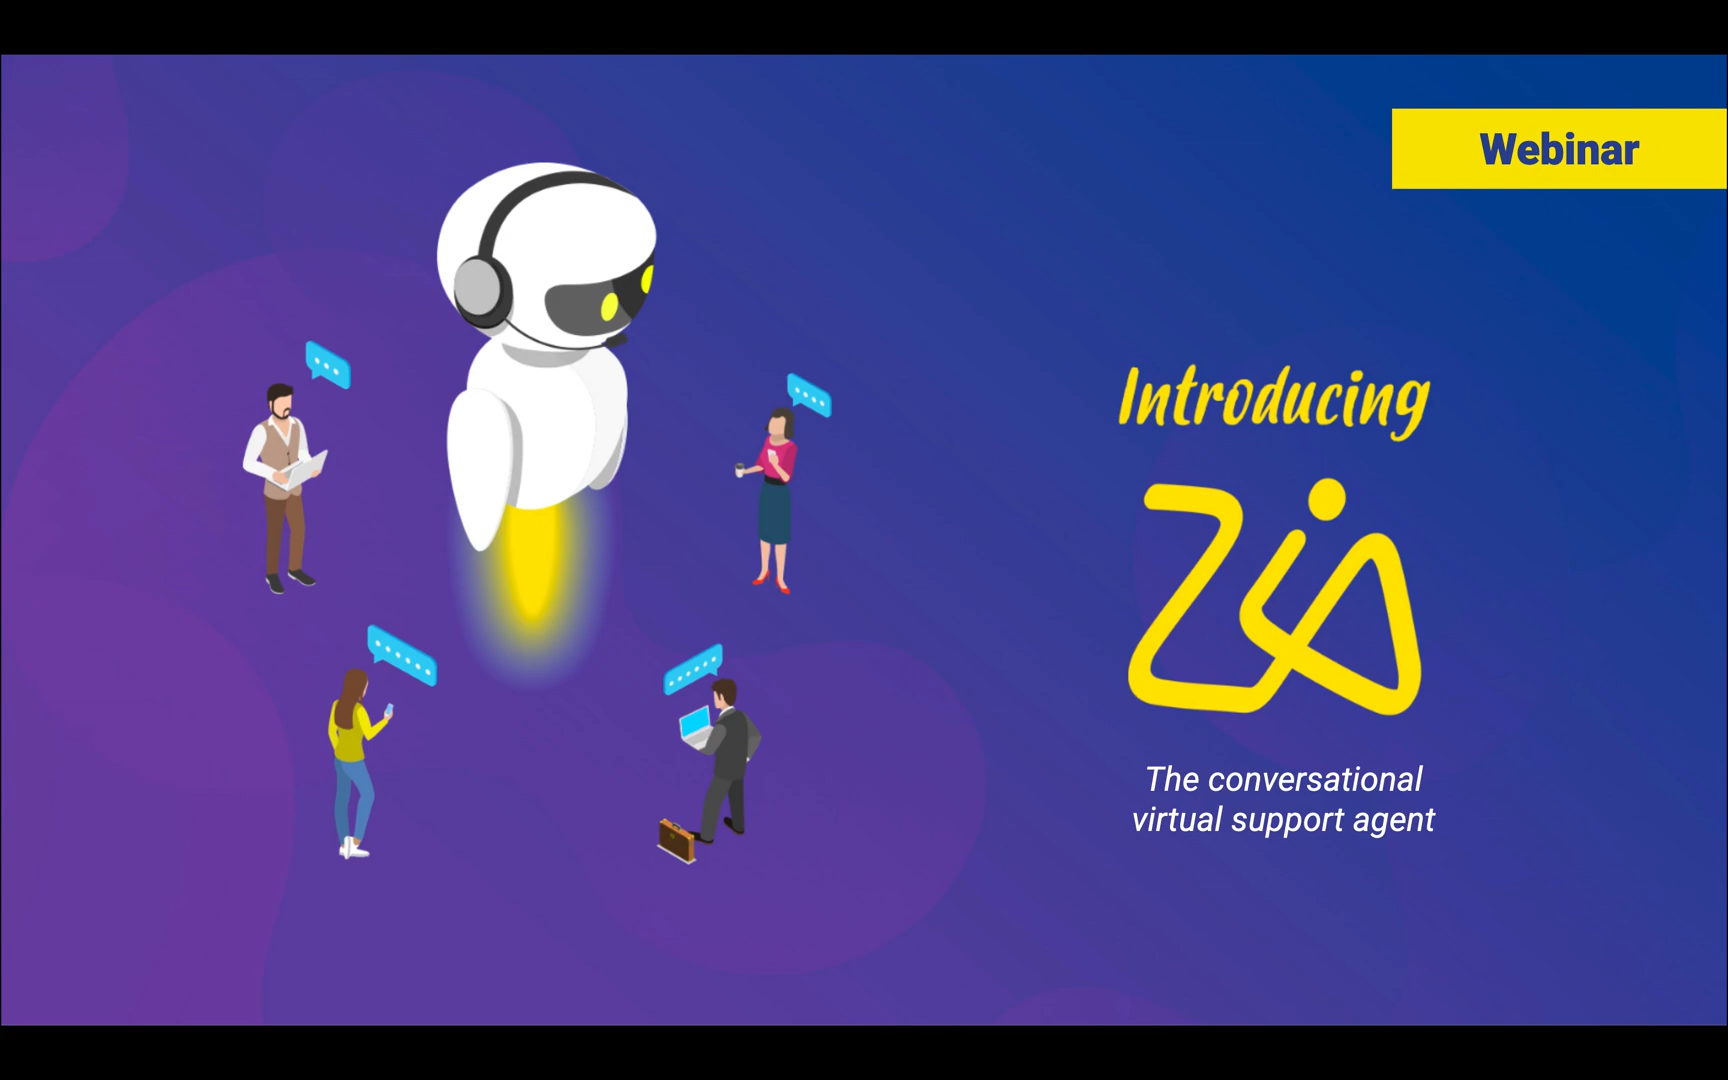 Webinar
Introducing
Zia
The conversational
virtual support agent